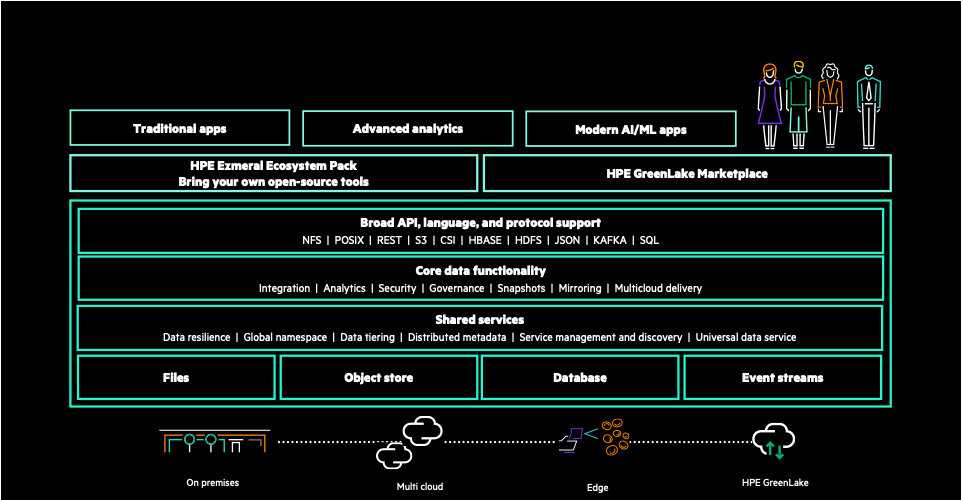 Traditional apps
Advanced analytics
Modern AI/ML apps
HPE Ezmeral Ecosystem Pack
Bring your own open-source tools
HPE GreenLake Marketplace
Broad API, language, and protocol support
NFS | POSIX | REST | S3 | CSI | HBASE | HDFS | JSON | KAFKA | SQL
Core data functionality
Integration | Analytics | Security | Governance | Snapshots | Mirroring | Multicloud delivery
Shared services
Data resilience | Global namespace | Data tiering | Distributed metadata | Service management and discovery | Universal data service
Files
Object store
Database
Event streams
On premises
Multi cloud
Edge
HPE GreenLake